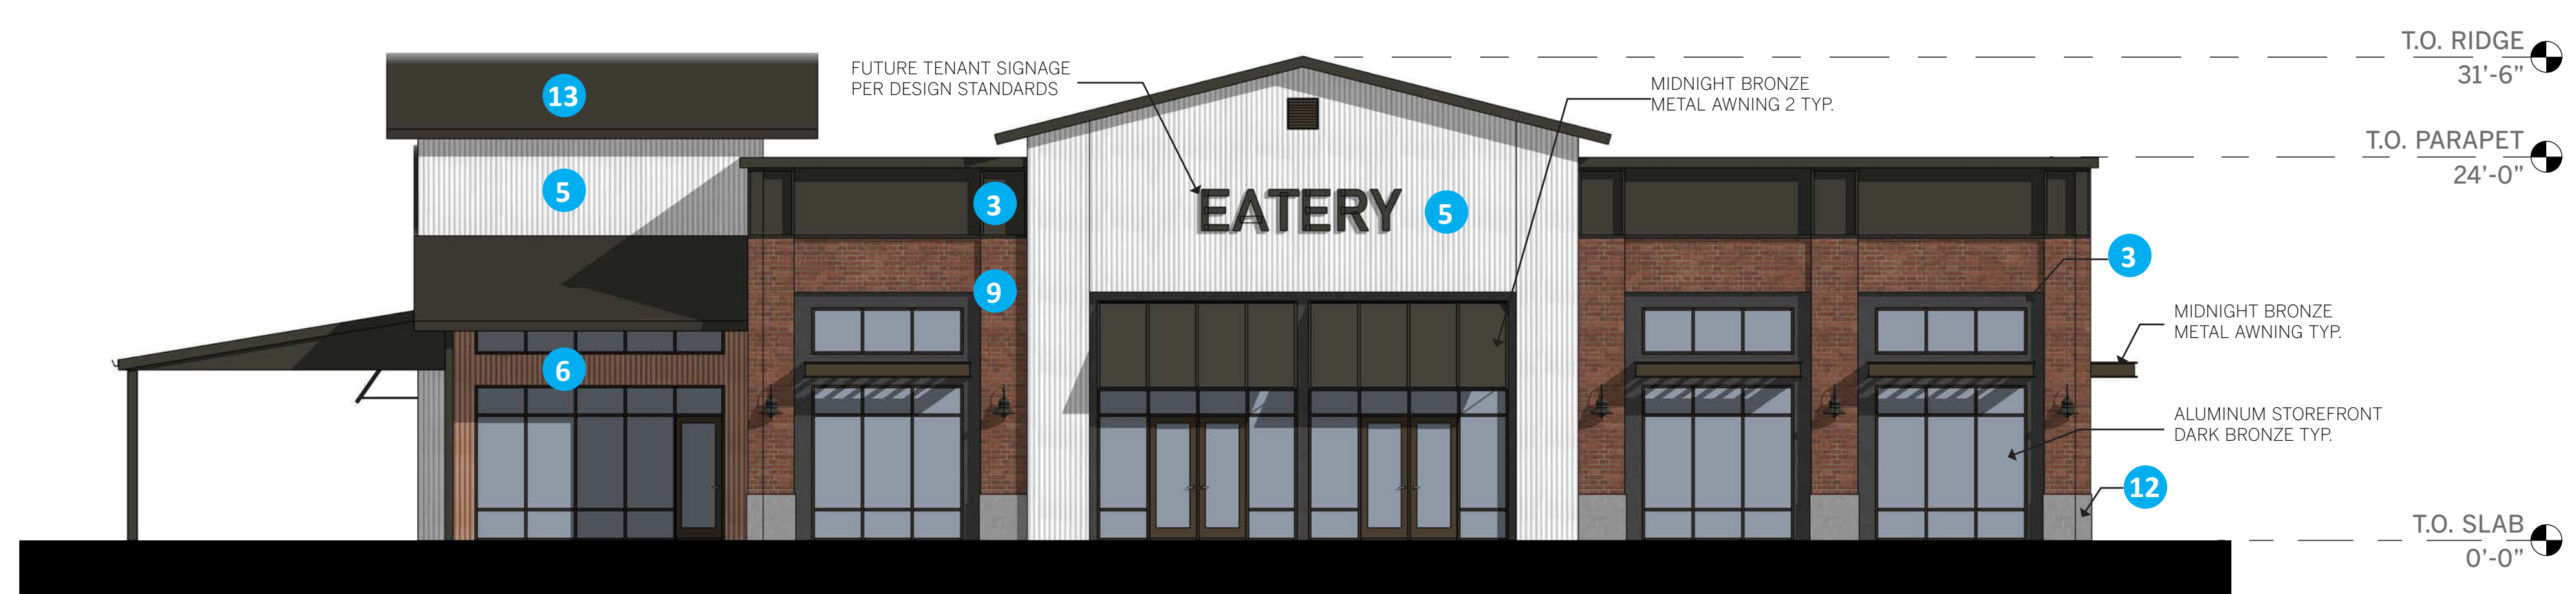 T.O. RIDGE
31'-6"
FUTURE TENANT SIGNAGE
PER DESIGN STANDARDS
MIDNIGHT BRONZE
METAL AWNING 2 TYP.
13
T.O. PARAPET
24'-0"
5
3
EATERY
5
3
9
MIDNIGHT BRONZE
METAL AWNING TYP.
6
ALUMINUM STOREFRONT
DARK BRONZE TYP.
12
T.O. SLAB
0'-0"